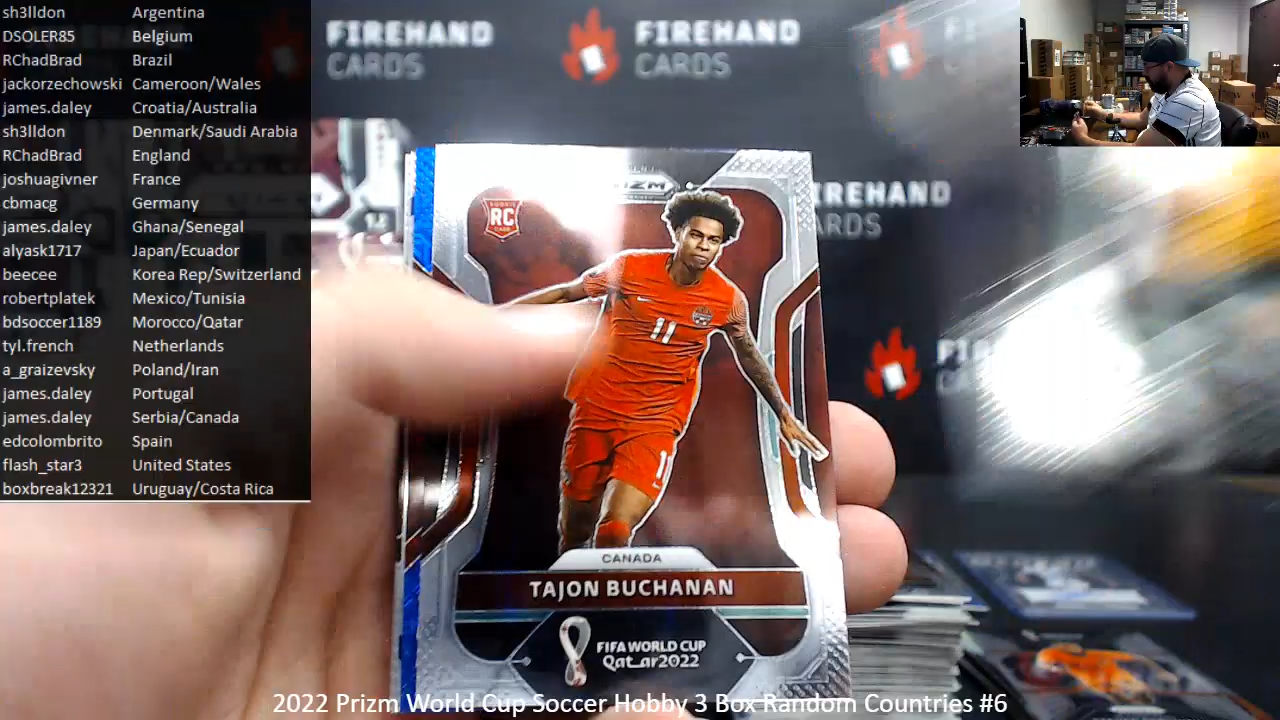 sh3lldon Argentina
DSOLER85 Belgium
RChadBrad Brazil
jackorzechowski Cameroon/Wales
james.daley Croatia/Australia
sh3lldon Denmark/Saudi Arabia
RChadBrad England
joshuagivner France
cbmacg Germany
james.daley Ghana/Senegal
alyask1717 Japan/Ecuador
beecee Korea Rep/Switzerland
robertplatek Mexico/Tunisia
bdsoccer1189 Morocco/Qatar
tyl.french Netherlands
a_graizevsky Poland/Iran
james.daley Portugal
james.daley Serbia/Canada
edcolombrito Spain
flash_star3 United States
boxbreak12321 Uruguay/Costa Rica
FIREHAND CARDS
FIREHAND CARDS
FIREHAND
RC
11
11
CANADA
TAJON BUCHANAN
FIFA WORLD CUP
Qatar2022
2022 Prizm World Cup Soccer Hobby 3 Box Random Countries #6